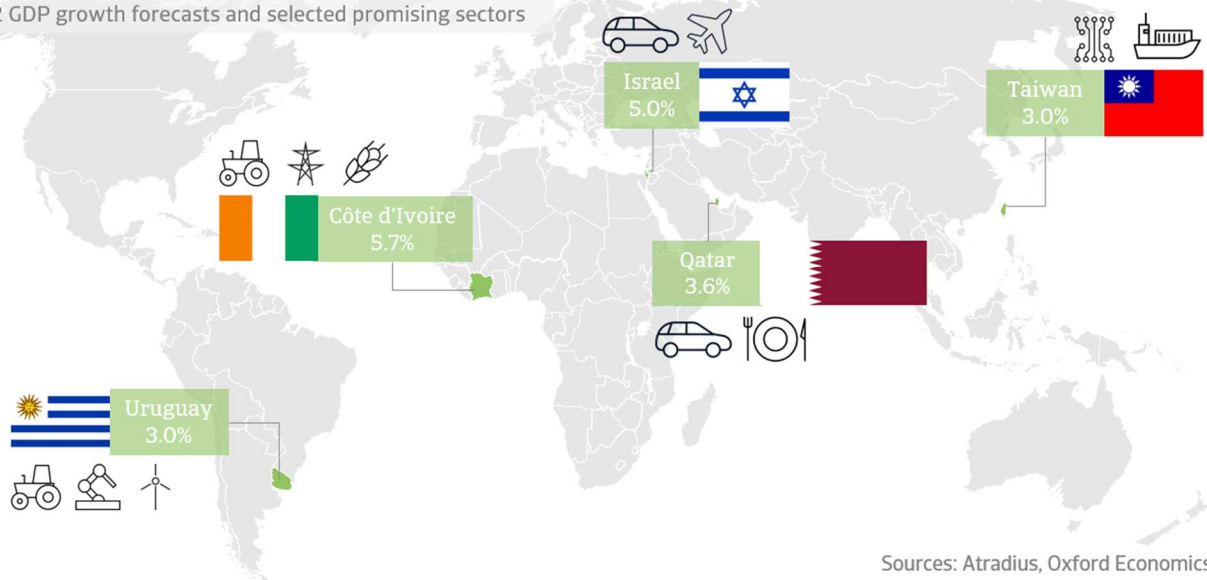 2 GDP growth forecasts and selected promising sectors
Israel
5.0%
Taiwan
3.0%
Côte d'Ivoire
5.7%
Qatar
3.6%
Uruguay
3.0%
Sources: Atradius, Oxford Economics